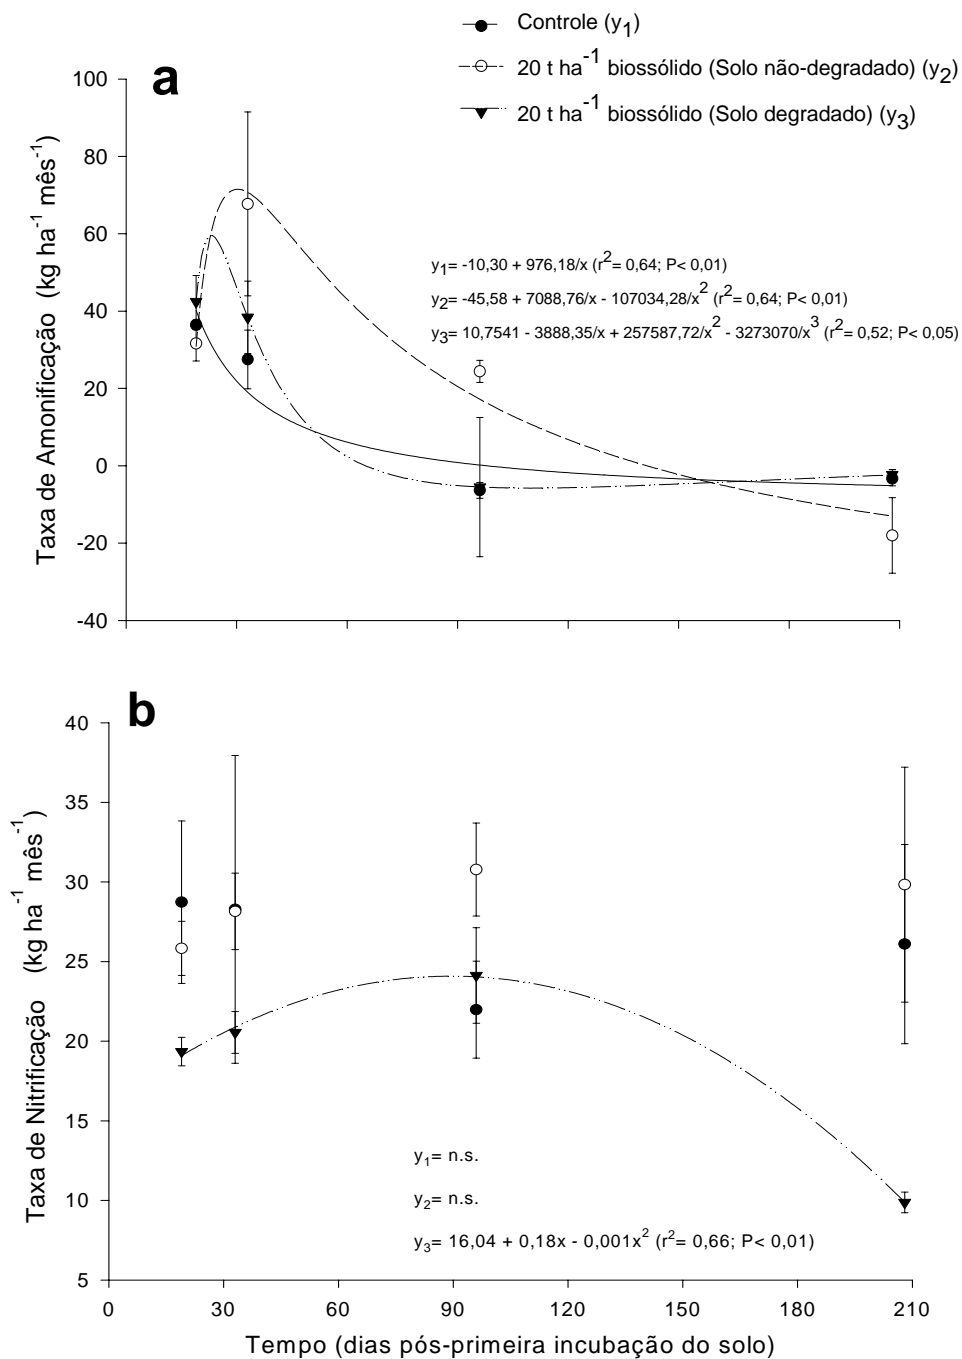 Controle (y₁)
20 t ha⁻¹ biossólido (Solo não-degradado) (y₂)
20 t ha⁻¹ biossólido (Solo degradado) (y₃)
a
Taxa de Amonificação (kg ha⁻¹ mês⁻¹)
100
80
60
40
20
0
-20
-40
y₁= -10,30 + 976,18/x (r²= 0,64; P< 0,01)
y₂= -45,58 + 7088,76/x - 107034,28/x² (r²= 0,64; P< 0,01)
y₃= 10,7541 - 3888,35/x + 257587,72/x² - 3273070/x³ (r²= 0,52; P< 0,05)
b
Taxa de Nitrificação (kg ha⁻¹ mês⁻¹)
40
35
30
25
20
15
10
5
y₁= n.s.
y₂= n.s.
y₃= 16,04 + 0,18x - 0,001x² (r²= 0,66; P< 0,01)
0 30 60 90 120 150 180 210
Tempo (dias pós-primeira incubação do solo)